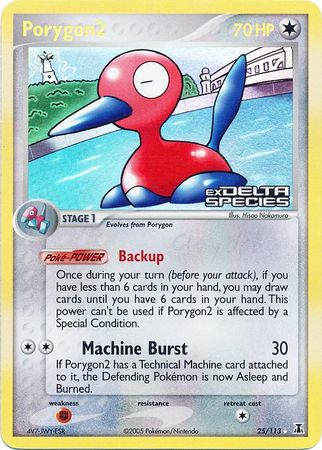 Porygon2
70 HP
ex DELTA
SPECIES
Illus. Hisao Nakamura
STAGE 1
Evolves from Porygon
Poké-POWER Backup
Once during your turn (before your attack), if you
have less than 6 cards in your hand, you may draw
cards until you have 6 cards in your hand. This
power can't be used if Porygon2 is affected by a
Special Condition.
Machine Burst 30
If Porygon2 has a Technical Machine card attached
to it, the Defending Pokémon is now Asleep and
Burned.
weakness resistance retreat cost
4V7-JWY-ESR ©2005 Pokémon/Nintendo 25/113